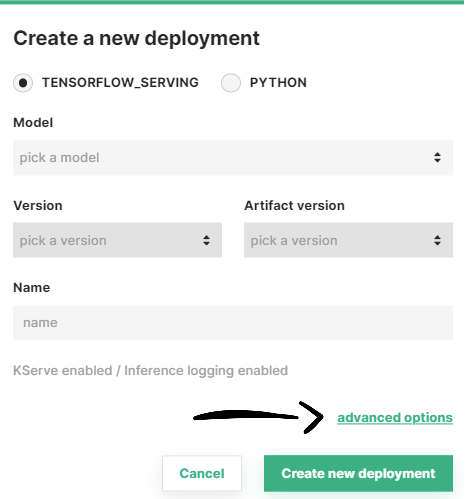 Create a new deployment
TENSORFLOW_SERVING PYTHON
Model
pick a model
Version Artifact version
pick a version pick a version
Name
name
KServe enabled / Inference logging enabled
advanced options
Cancel Create new deployment